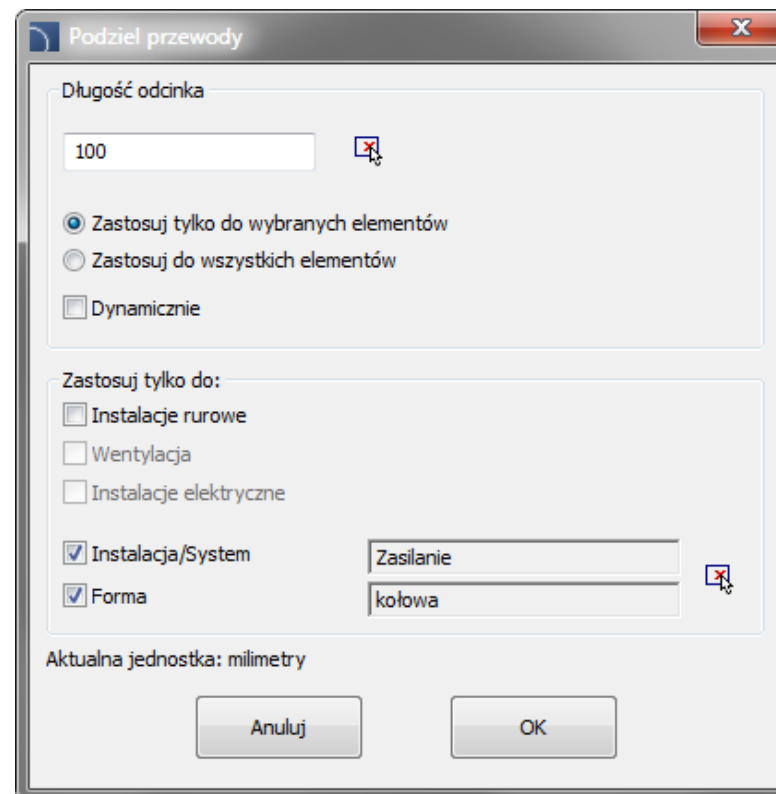 Podziel przewody
Długość odcinka
100
Zastosuj tylko do wybranych elementów
Zastosuj do wszystkich elementów
Dynamicznie
Zastosuj tylko do:
Instalacje rurowe
Wentylacja
Instalacje elektryczne
Instalacja/System Zasilanie
Forma kołowa
Aktualna jednostka: milimetry
Anuluj OK